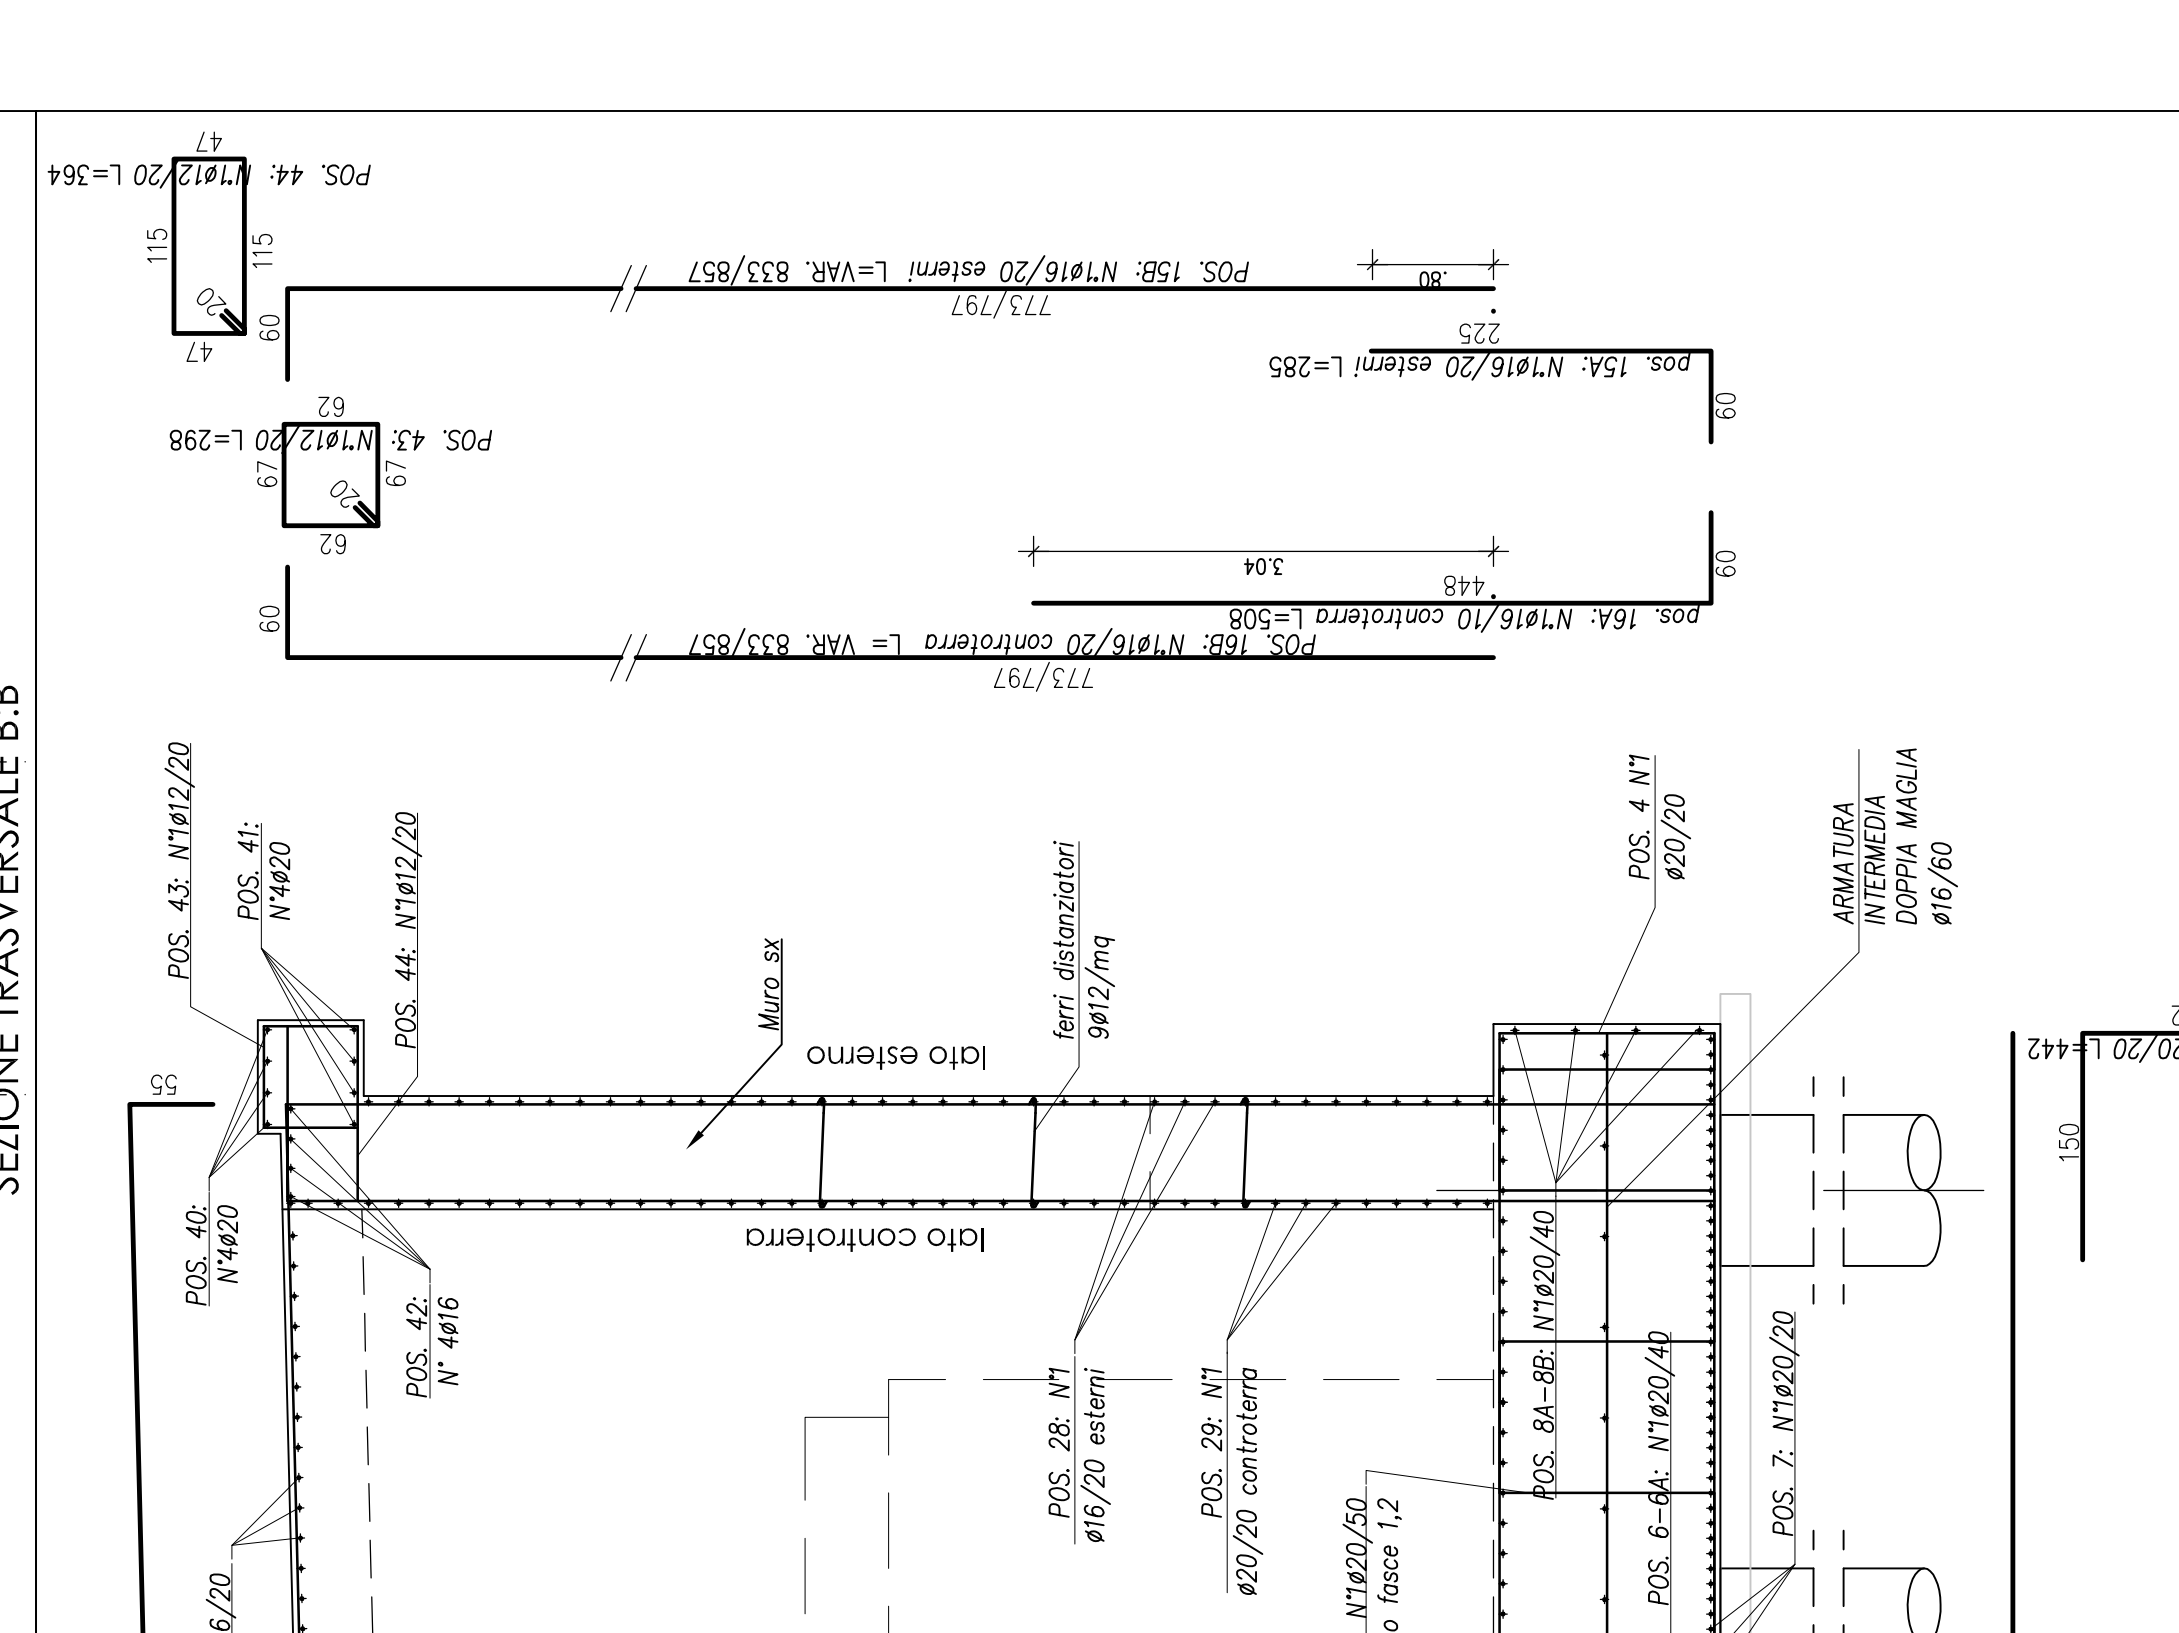 47
POS. 44: N°1ø12/20 L=364
115
115
20
47
60
POS. 15B: N°1ø16/20 esterni L=VAR. 833/857
773/797
.80
225
pos. 15A: N°1ø16/20 esterni L=285
60
62
POS. 43: N°1ø12/20 L=298
67
67
20
62
3.04
448
pos. 16A: N°1ø16/10 controterra L=508
60
60
POS. 16B: N°1ø16/20 controterra L= VAR. 833/857
773/797
SEZIONE TRASVERSALE B.B
POS. 43: N°1ø12/20
POS. 41:
N°4ø20
POS. 44: N°1ø12/20
Muro sx
ferri distanziatori
9ø12/mq
POS. 4 N°1
ø20/20
ARMATURA
INTERMEDIA
DOPPIA MAGLIA
ø16/60
lato esterno
lato controterra
55
POS. 40:
N°4ø20
POS. 42:
N° 4ø16
6/20
POS. 28: N°1
ø16/20 esterni
POS. 29: N°1
ø20/20 controterra
N°1ø20/50
o fasce 1,2
POS. 8A-8B: N°1ø20/40
POS. 6-6A: N°1ø20/40
POS. 7: N°1ø20/20
20/20 L=442
150